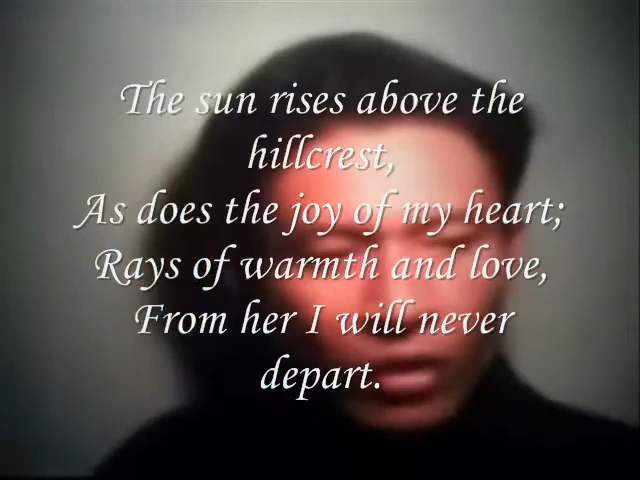 The sun rises above the
hillcrest,
As does the joy of my heart;
Rays of warmth and love,
From her I will never
depart.